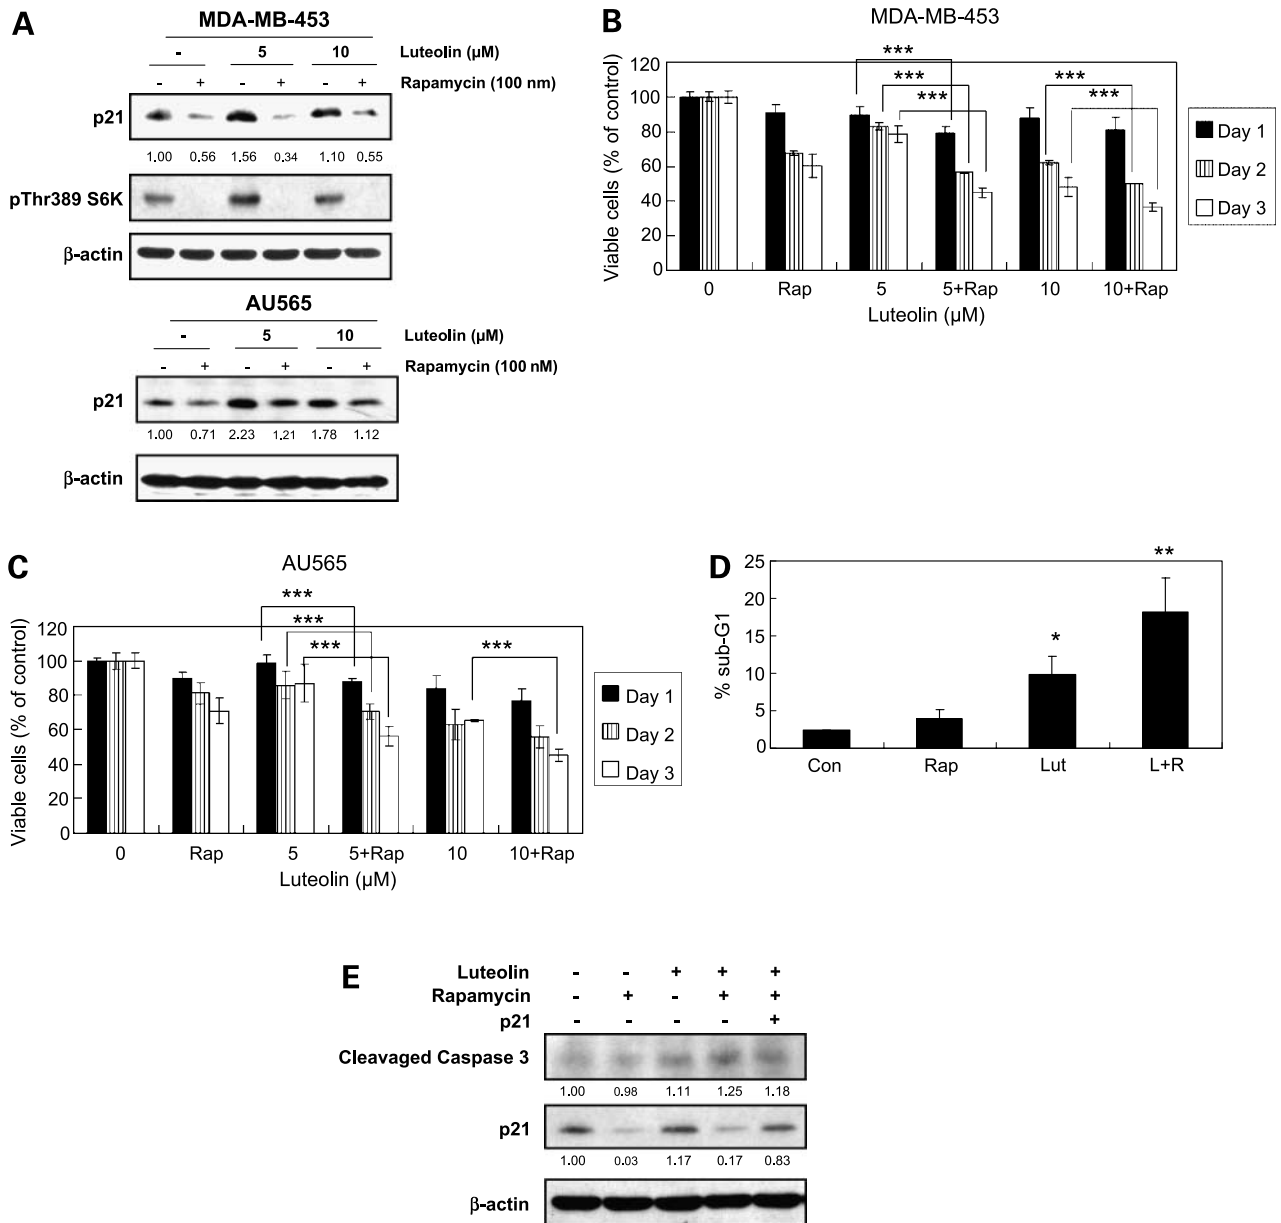 A
MDA-MB-453
- 5 10 Luteolin (μM)
- + - + - + Rapamycin (100 nm)
p21
1.00 0.56 1.56 0.34 1.10 0.55
pThr389 S6K
β-actin
AU565
- 5 10 Luteolin (μM)
- + - + - + Rapamycin (100 nM)
p21
1.00 0.71 2.23 1.21 1.78 1.12
β-actin
B
MDA-MB-453
Viable cells (% of control)
120
100
80
60
40
20
0
***
***
***
***
***
0 Rap 5 5+Rap 10 10+Rap
Luteolin (μM)
Day 1
Day 2
Day 3
C
AU565
Viable cells (% of control)
120
100
80
60
40
20
0
***
***
***
***
0 Rap 5 5+Rap 10 10+Rap
Luteolin (μM)
Day 1
Day 2
Day 3
D
% sub-G1
25
20
15
10
5
0
*
**
Con Rap Lut L+R
E
Luteolin - - + + +
Rapamycin - + - + +
p21 - - - - +
Cleavaged Caspase 3
1.00 0.98 1.11 1.25 1.18
p21
1.00 0.03 1.17 0.17 0.83
β-actin